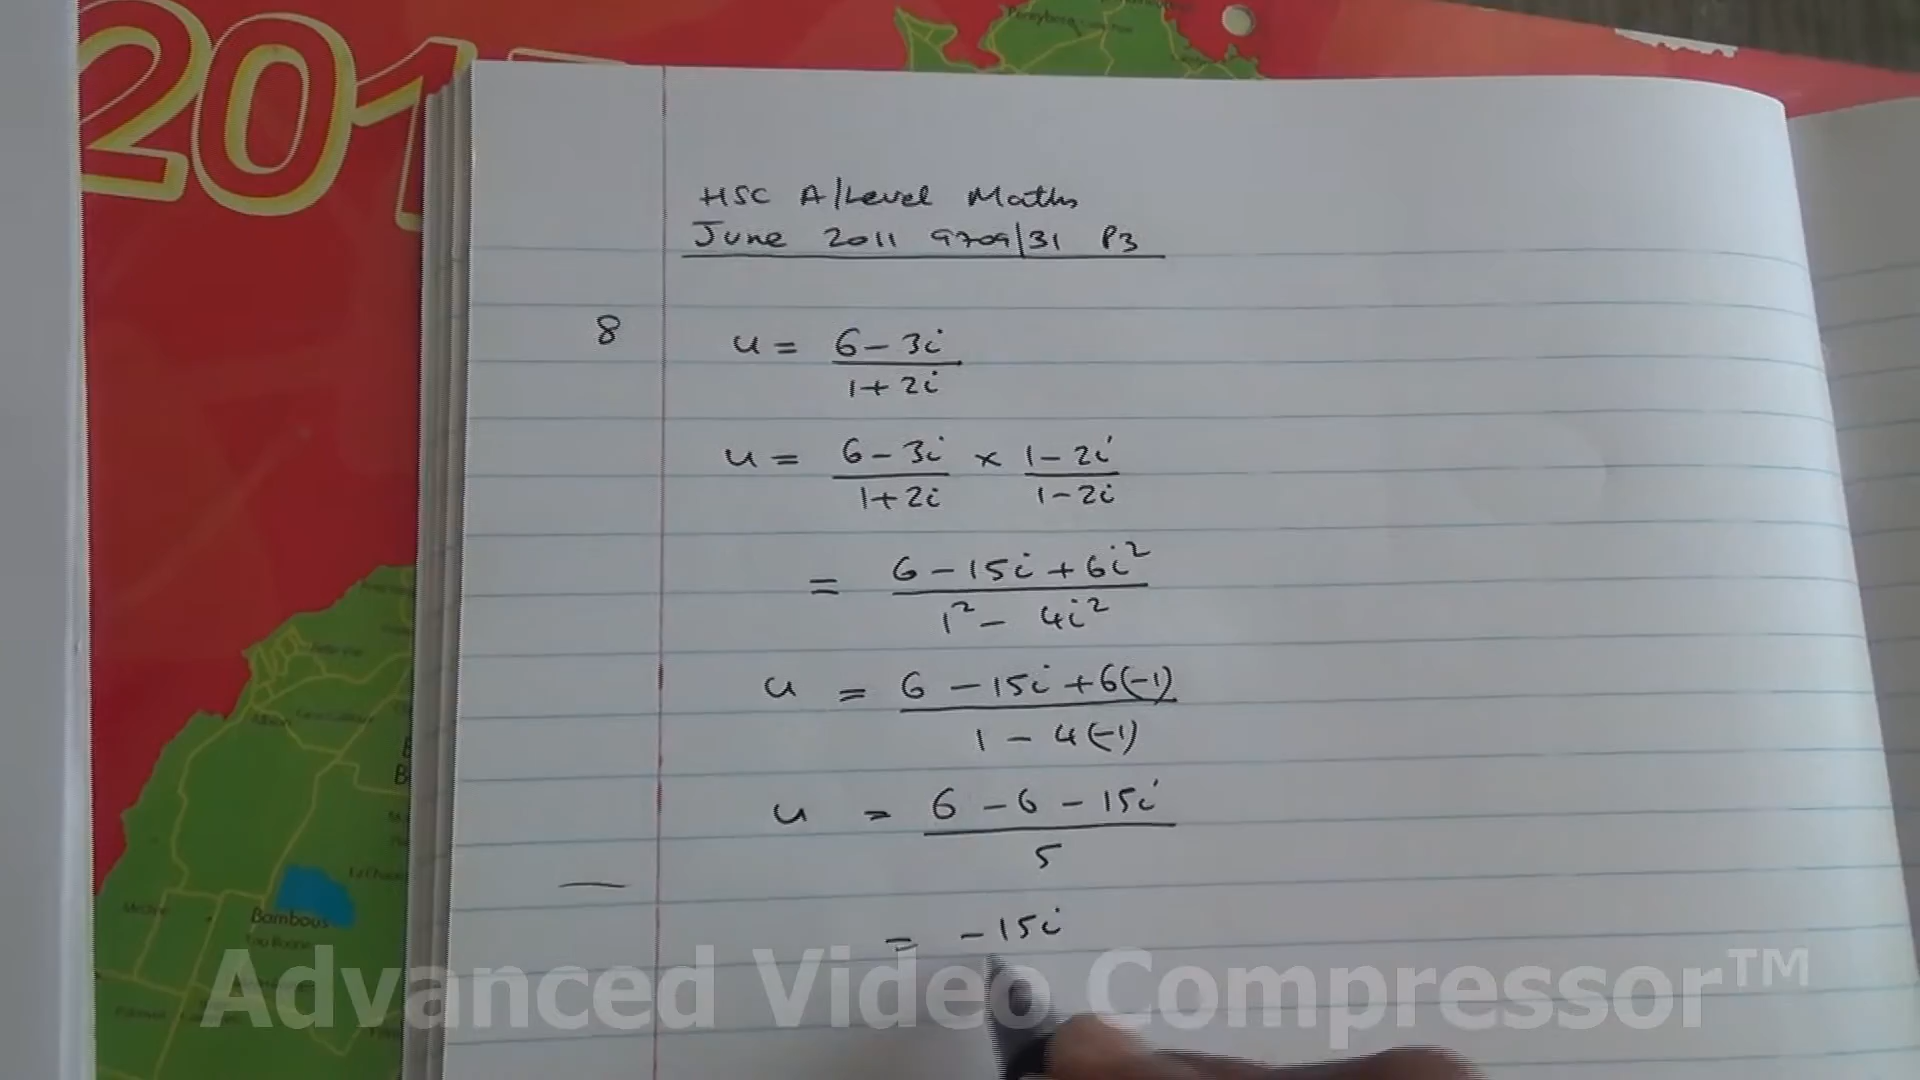 201
HSC A/Level Maths
June 2011 9709/31 P3
8
u = 6 - 3i / 1 + 2i
u = 6 - 3i / 1 + 2i × 1 - 2i / 1 - 2i
= 6 - 15i + 6i² / 1² - 4i²
u = 6 - 15i + 6(-1) / 1 - 4(-1)
u = 6 - 6 - 15i / 5
= -15i
Bambous
Advanced Video Compressor™